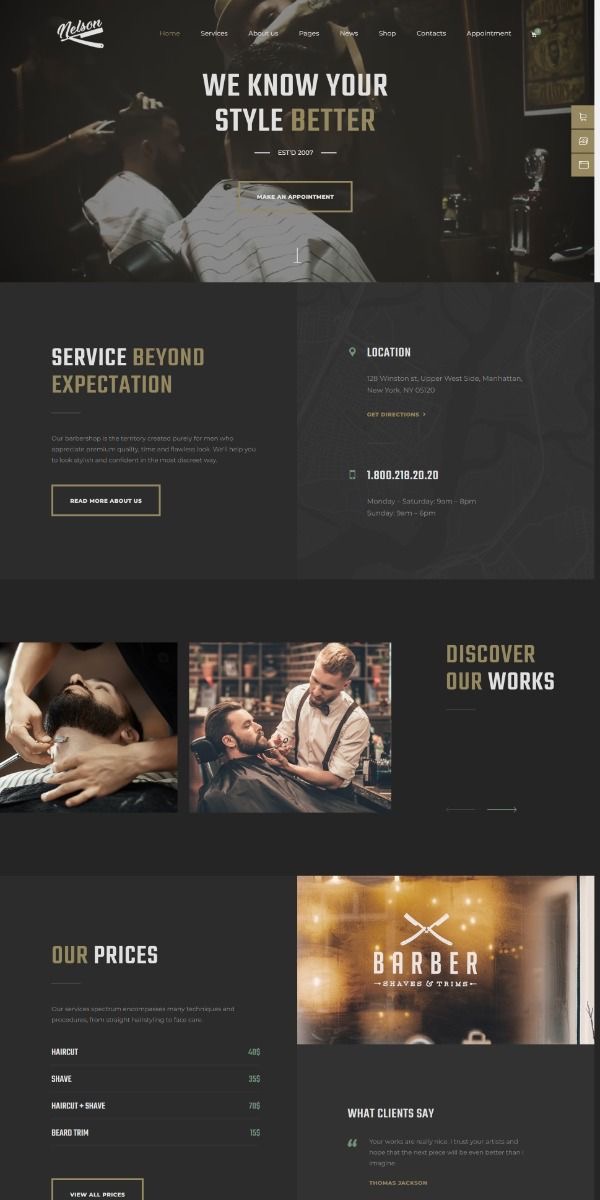 Nelson
Home Services About us Pages News Shop Contacts Appointment
WE KNOW YOUR
STYLE BETTER
EST'D 2007
MAKE AN APPOINTMENT
SERVICE BEYOND
EXPECTATION
Our barbershop is the territory created purely for men who
appreciate premium quality, time and flawless look. We'll help you
to look stylish and confident in the most discreet way.
READ MORE ABOUT US
LOCATION
128 Winston st, Upper West Side, Manhattan,
New York, NY 05120
GET DIRECTIONS
1.800.218.20.20
Monday – Saturday: 9am – 8pm
Sunday: 9am – 6pm
DISCOVER
OUR WORKS
OUR PRICES
Our services spectrum encompasses many techniques and
procedures, from straight hairstyling to face care.
HAIRCUT 40$
SHAVE 35$
HAIRCUT + SHAVE 70$
BEARD TRIM 15$
VIEW ALL PRICES
BARBER
SHAVES & TRIMS
WHAT CLIENTS SAY
Your works are really nice. I trust your artists and
hope that the next piece will be even better than I
imagine.
THOMAS JACKSON